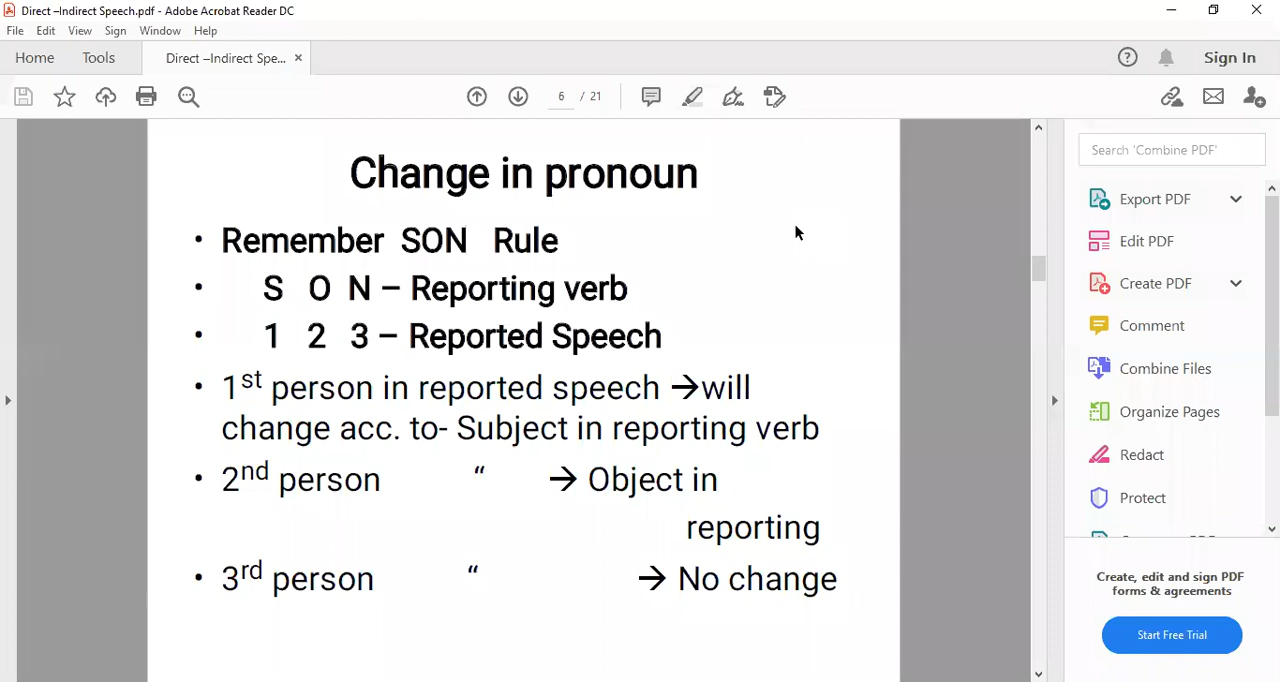 Direct –Indirect Speech.pdf - Adobe Acrobat Reader DC
File Edit View Sign Window Help
Home Tools Direct –Indirect Spe... × Sign In
6 / 21
Search 'Combine PDF'
Export PDF
Edit PDF
Create PDF
Comment
Combine Files
Organize Pages
Redact
Protect
Create, edit and sign PDF
forms & agreements
Start Free Trial
Change in pronoun
• Remember SON Rule
• S O N – Reporting verb
• 1 2 3 – Reported Speech
• 1st person in reported speech →will
change acc. to- Subject in reporting verb
• 2nd person “ → Object in
reporting
• 3rd person “ → No change